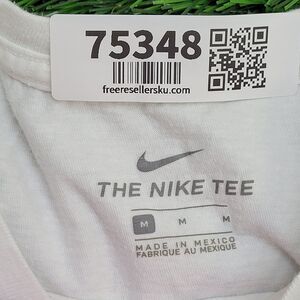 75348
freeresellersku.com
THE NIKE TEE
M M M
MADE IN MEXICO
FABRIQUE AU MEXIQUE